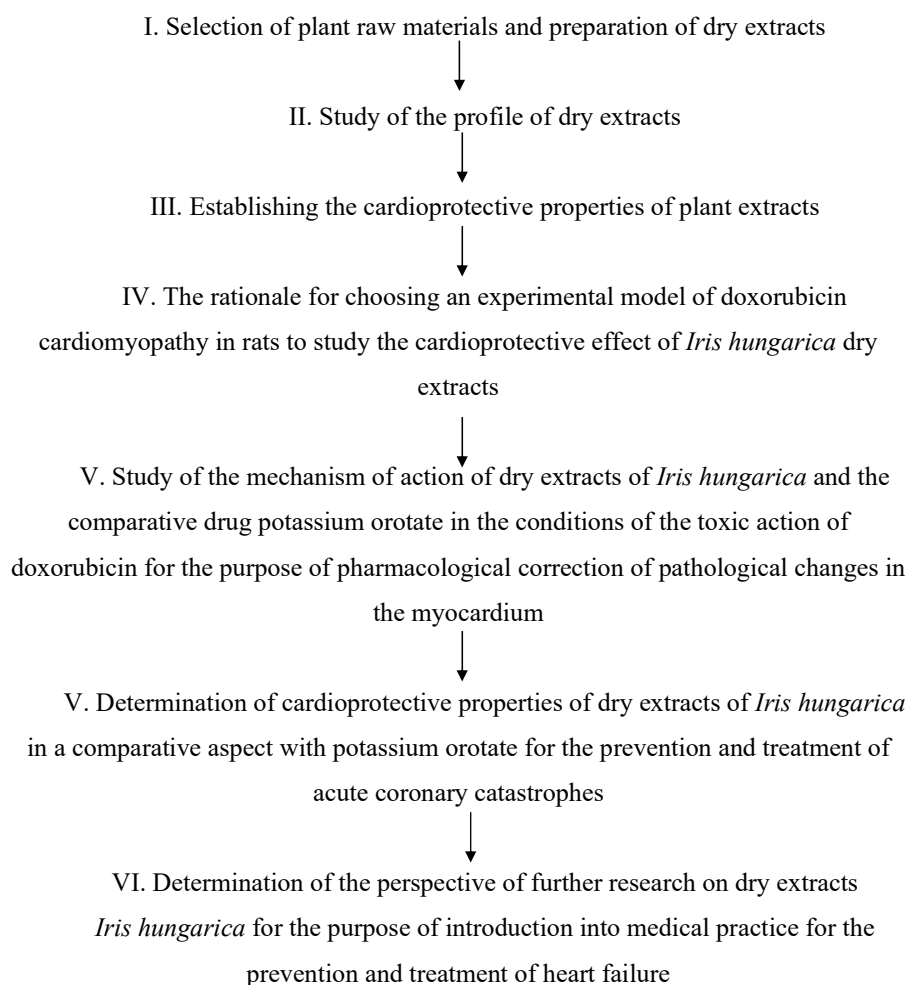 I. Selection of plant raw materials and preparation of dry extracts
II. Study of the profile of dry extracts
III. Establishing the cardioprotective properties of plant extracts
IV. The rationale for choosing an experimental model of doxorubicin
cardiomyopathy in rats to study the cardioprotective effect of Iris hungarica dry
extracts
V. Study of the mechanism of action of dry extracts of Iris hungarica and the
comparative drug potassium orotate in the conditions of the toxic action of
doxorubicin for the purpose of pharmacological correction of pathological changes in
the myocardium
V. Determination of cardioprotective properties of dry extracts of Iris hungarica
in a comparative aspect with potassium orotate for the prevention and treatment of
acute coronary catastrophes
VI. Determination of the perspective of further research on dry extracts
Iris hungarica for the purpose of introduction into medical practice for the
prevention and treatment of heart failure